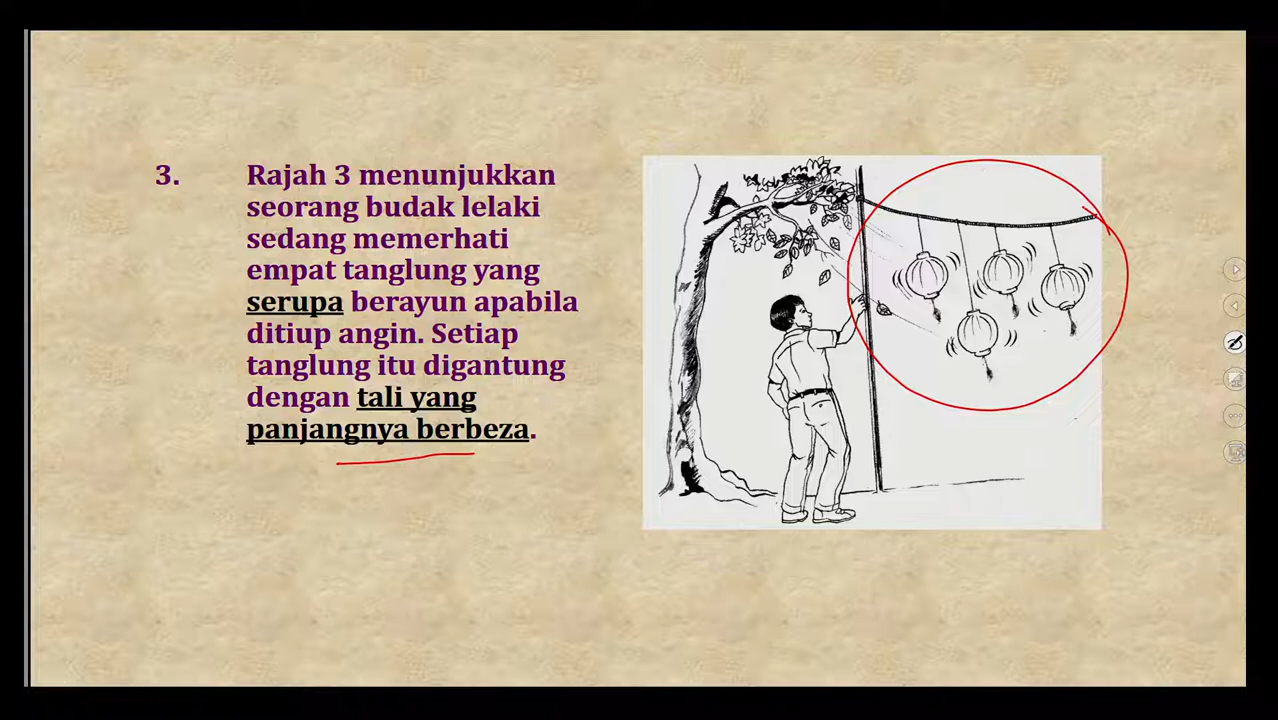 3. Rajah 3 menunjukkan
seorang budak lelaki
sedang memerhati
empat tanglung yang
serupa berayun apabila
ditiup angin. Setiap
tanglung itu digantung
dengan tali yang
panjangnya berbeza.